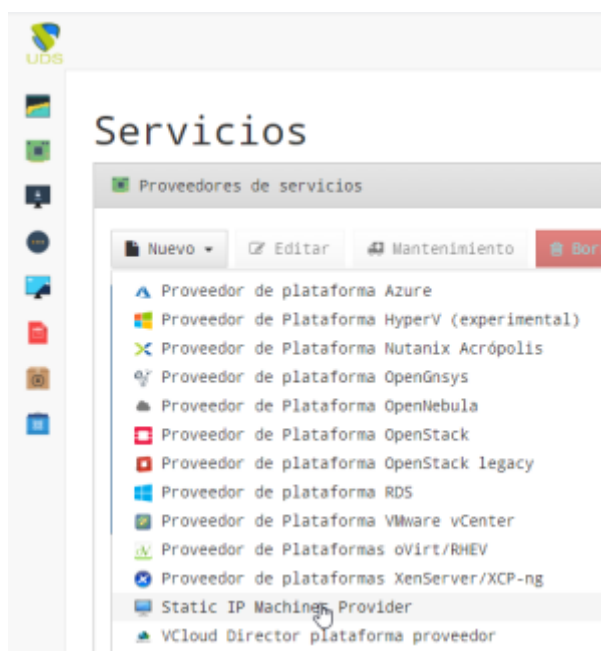 UDS
Servicios
Proveedores de servicios
Nuevo Editar Mantenimiento Bor
Proveedor de plataforma Azure
Proveedor de Plataforma HyperV (experimental)
Proveedor de Plataforma Nutanix Acrópolis
Proveedor de Plataforma OpenGnsys
Proveedor de Plataforma OpenNebula
Proveedor de Plataforma OpenStack
Proveedor de plataforma OpenStack legacy
Proveedor de plataforma RDS
Proveedor de Plataforma VMware vCenter
Proveedor de Plataformas oVirt/RHEV
Proveedor de plataformas XenServer/XCP-ng
Static IP Machines Provider
VCloud Director plataforma proveedor